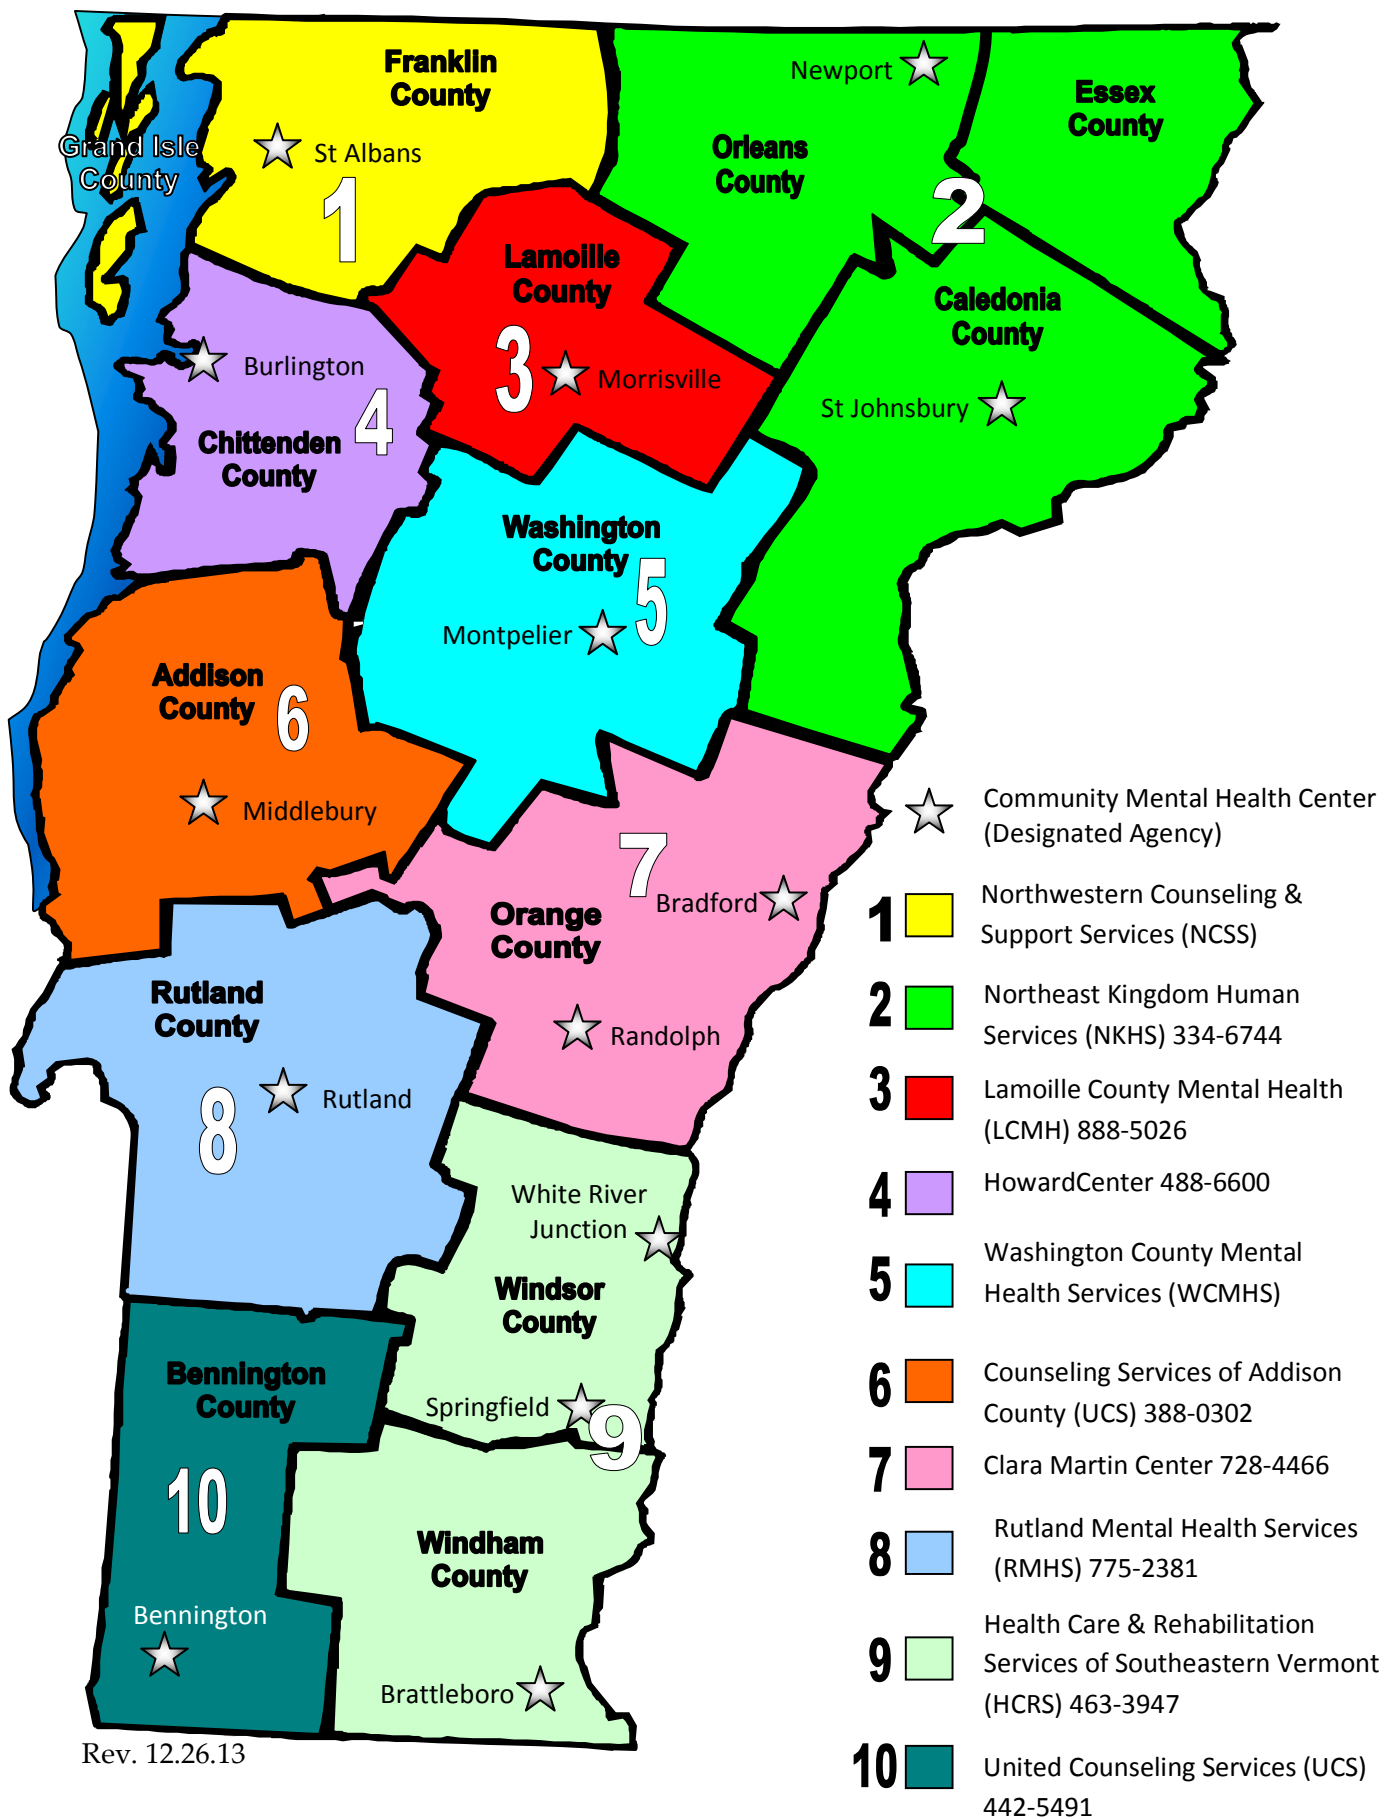 Franklin
County
Newport
Essex
County
Grand Isle
County
St Albans
Orleans
County
1
2
Lamoille
County
Caledonia
County
3
Burlington
Morrisville
4
St Johnsbury
Chittenden
County
Washington
County
5
Montpelier
Addison
County
6
Middlebury
7
Bradford
Orange
County
Rutland
County
Randolph
8
Rutland
White River
Junction
Windsor
County
Bennington
County
Springfield
9
10
Windham
County
Bennington
Brattleboro
Rev. 12.26.13
Community Mental Health Center
(Designated Agency)
1 Northwestern Counseling &
Support Services (NCSS)
2 Northeast Kingdom Human
Services (NKHS) 334-6744
3 Lamoille County Mental Health
(LCMH) 888-5026
4 HowardCenter 488-6600
5 Washington County Mental
Health Services (WCMHS)
6 Counseling Services of Addison
County (UCS) 388-0302
7 Clara Martin Center 728-4466
8 Rutland Mental Health Services
(RMHS) 775-2381
9 Health Care & Rehabilitation
Services of Southeastern Vermont
(HCRS) 463-3947
10 United Counseling Services (UCS)
442-5491